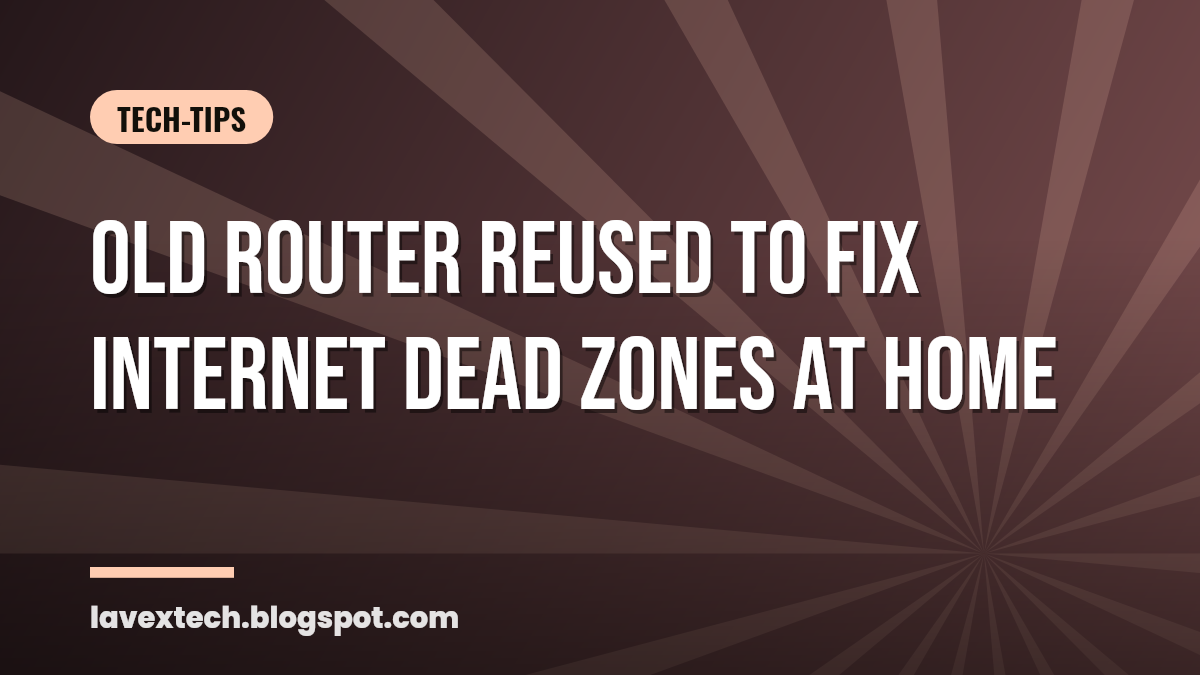 TECH-TIPS
OLD ROUTER REUSED TO FIX
INTERNET DEAD ZONES AT HOME
lavextech.blogspot.com